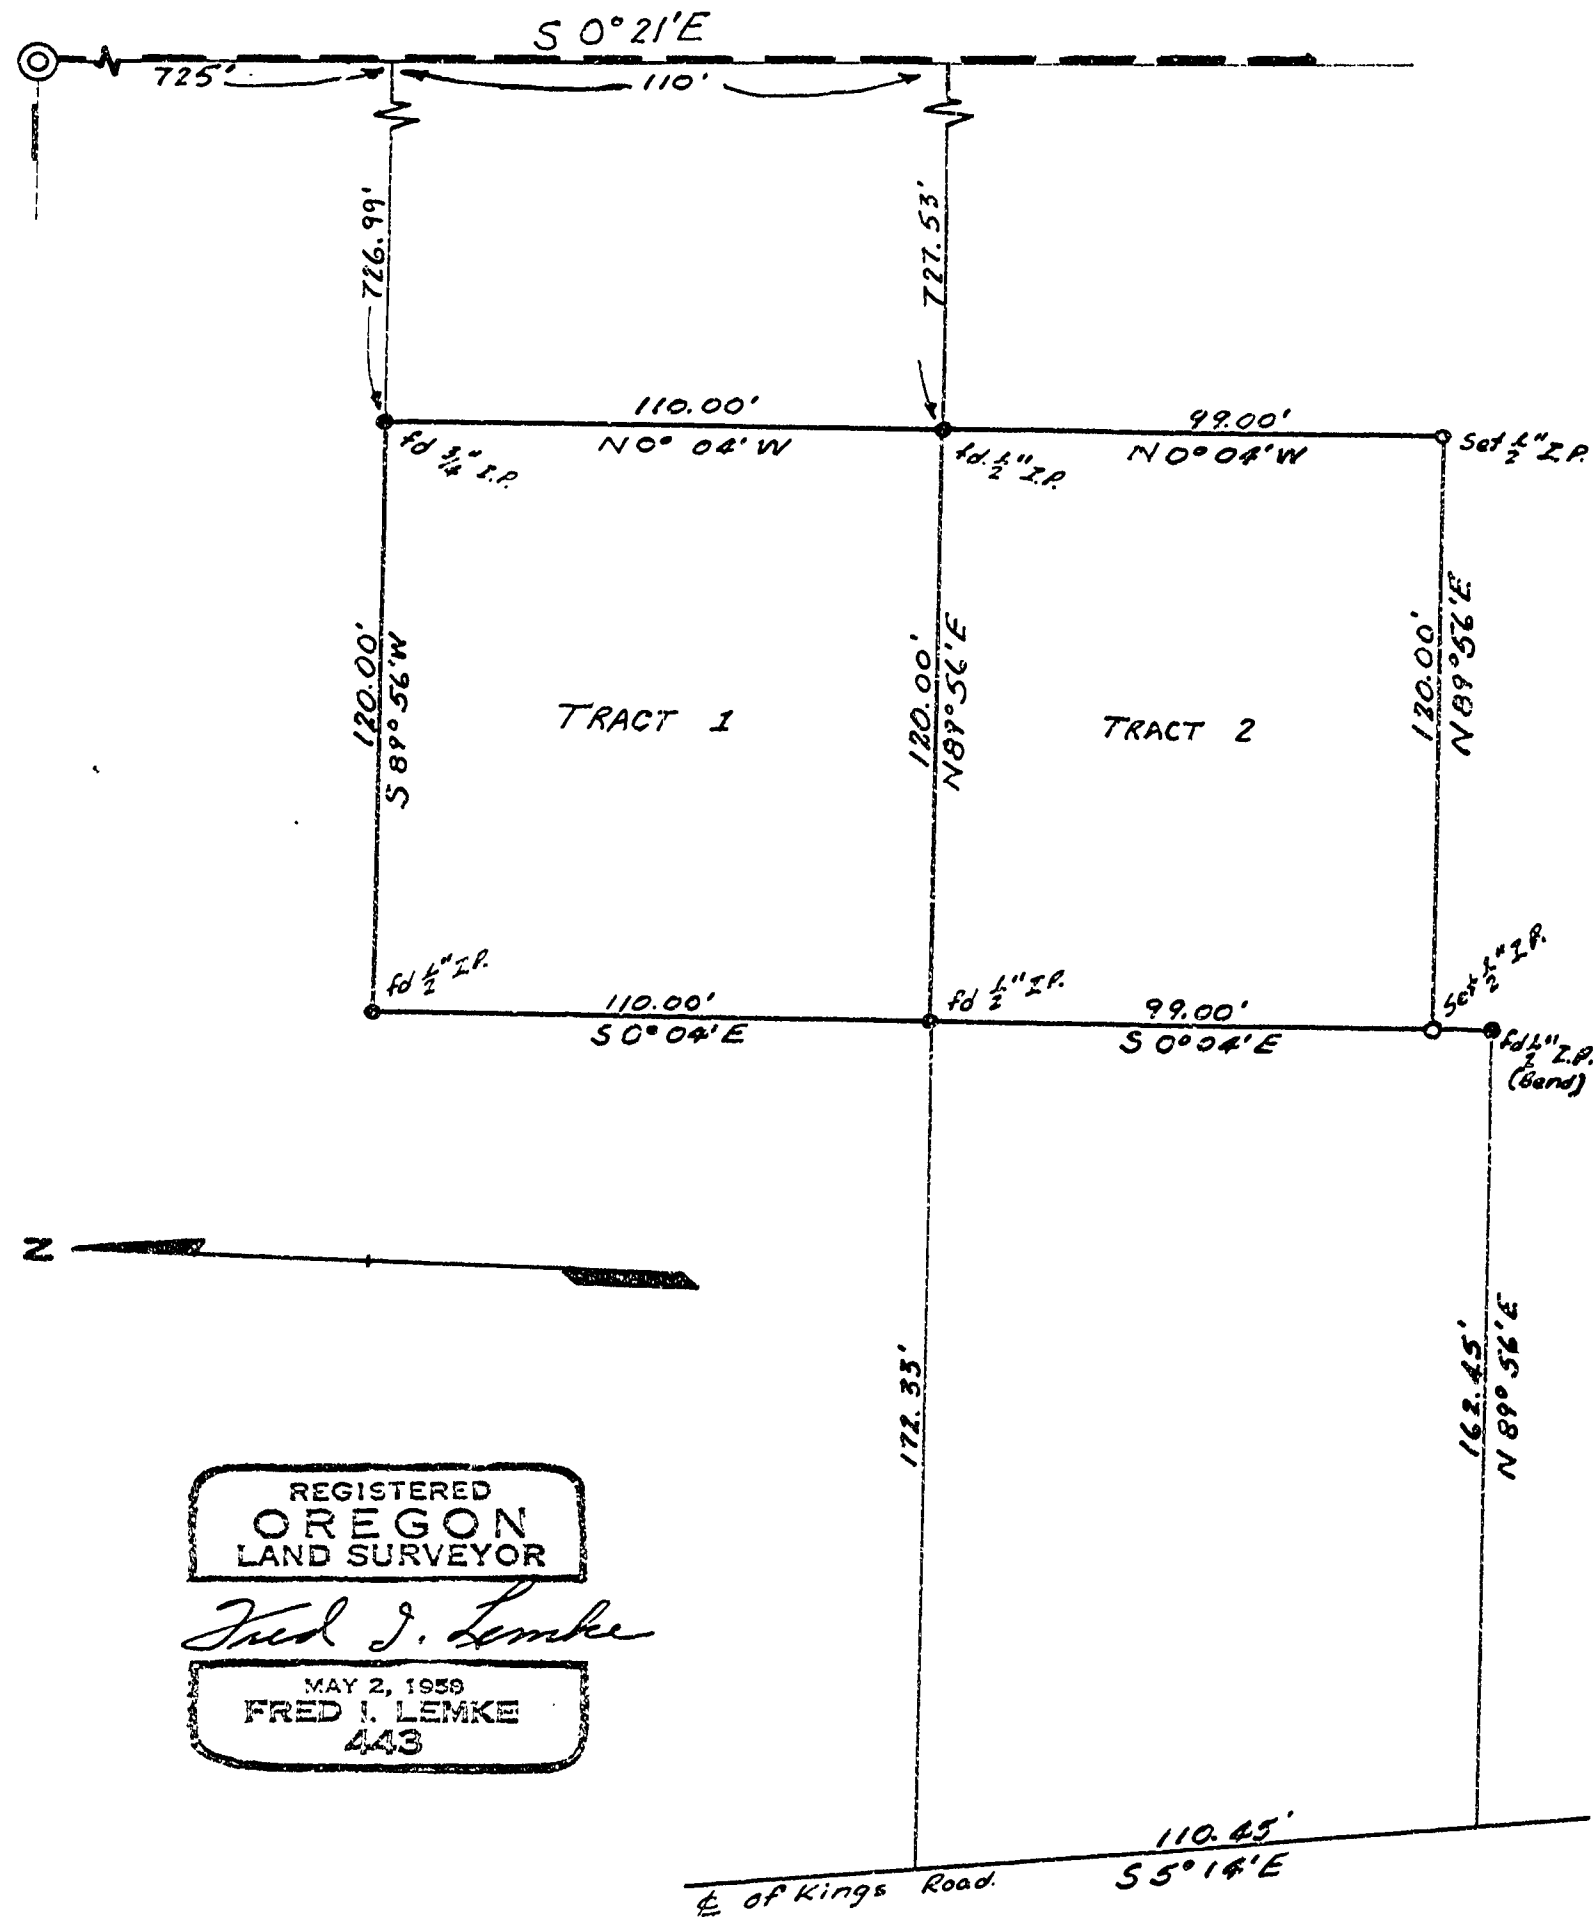 S 0° 21' E
725'
110'
726.99'
727.53'
110.00'
N 0° 04' W
99.00'
N 0° 04' W
fd 3/4" I.P.
fd. 1/2" I.P.
Set 1/2" I.P.
120.00'
S 89° 56' W
TRACT 1
120.00'
N 89° 56' E
TRACT 2
120.00'
N 89° 56' E
fd 1/2" I.P.
110.00'
S 0° 04' E
fd 1/2" I.P.
99.00'
S 0° 04' E
Set 1/2" I.P.
fd 1/2" I.P.
(Bend)
N
172.33'
162.45'
N 89° 56' E
REGISTERED
OREGON
LAND SURVEYOR
Fred I. Lemke
MAY 2, 1959
FRED I. LEMKE
443
110.45'
S 5° 14' E
℄ of Kings Road.